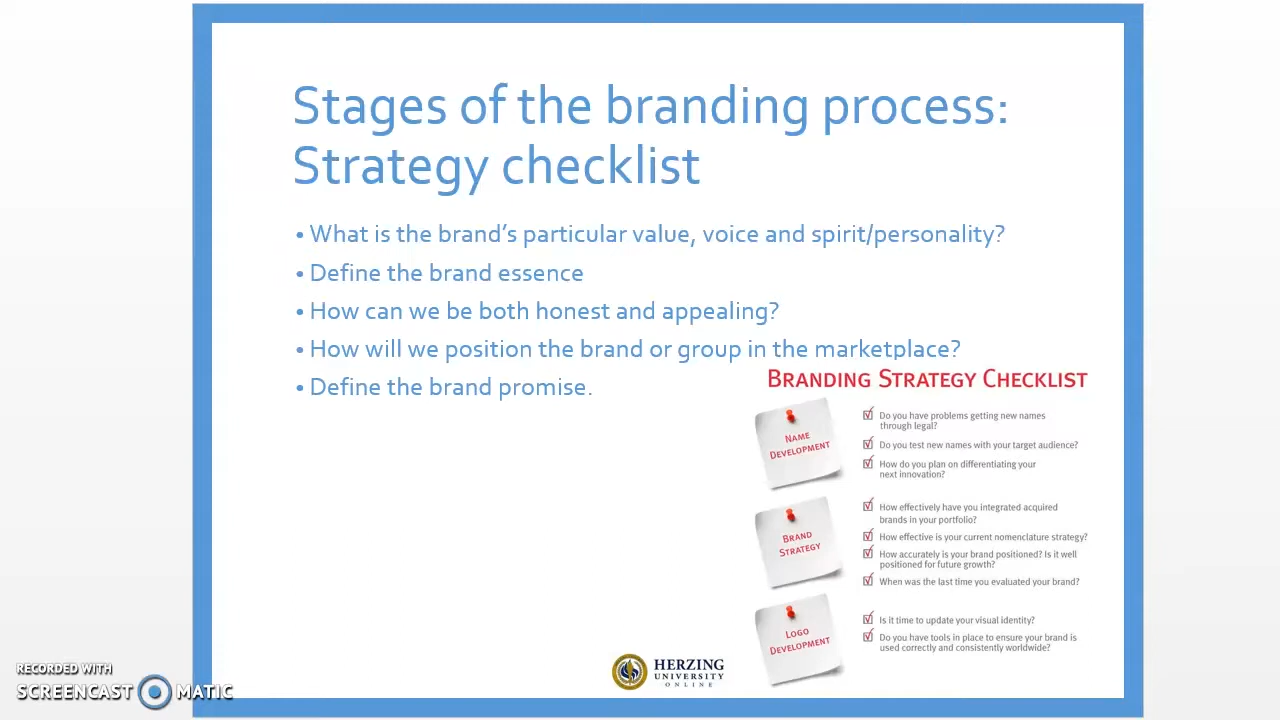 Stages of the branding process:
Strategy checklist
• What is the brand's particular value, voice and spirit/personality?
• Define the brand essence
• How can we be both honest and appealing?
• How will we position the brand or group in the marketplace?
• Define the brand promise.
BRANDING STRATEGY CHECKLIST
NAME
DEVELOPMENT
Do you have problems getting new names
through legal?
Do you test new names with your target audience?
How do you plan on differentiating your
next innovation?
BRAND
STRATEGY
How effectively have you integrated acquired
brands in your portfolio?
How effective is your current nomenclature strategy?
How accurately is your brand positioned? Is it well
positioned for future growth?
When was the last time you evaluated your brand?
LOGO
DEVELOPMENT
Is it time to update your visual identity?
Do you have tools in place to ensure your brand is
used correctly and consistently worldwide?
HERZING
UNIVERSITY
ONLINE
RECORDED WITH
SCREENCAST MATIC